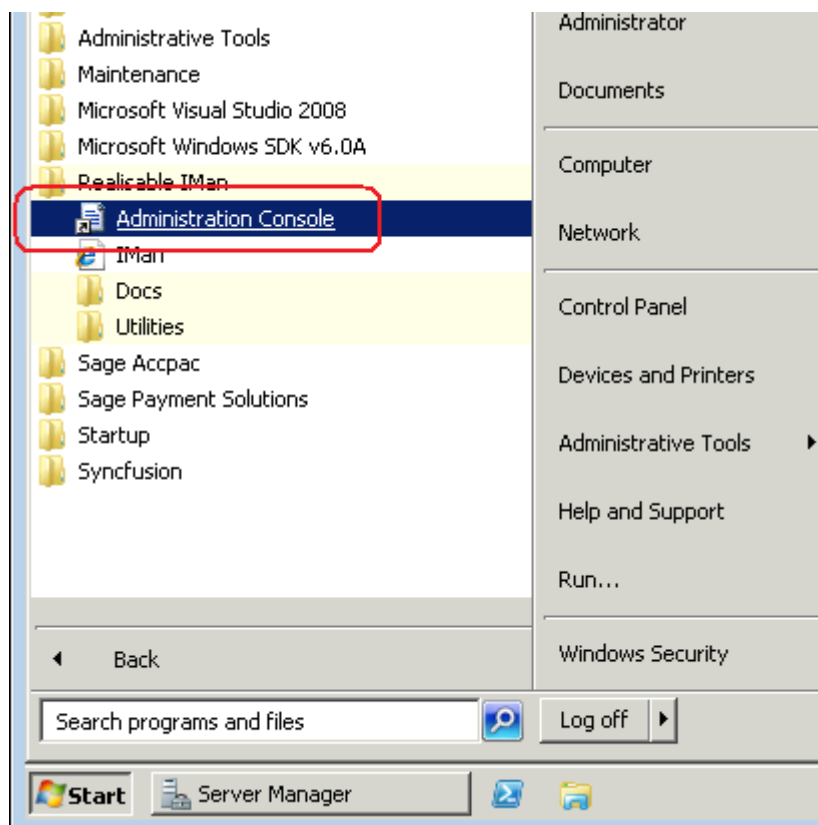 Administrative Tools
Maintenance
Microsoft Visual Studio 2008
Microsoft Windows SDK v6.0A
Realisable IMan
Administration Console
IMan
Docs
Utilities
Sage Accpac
Sage Payment Solutions
Startup
Syncfusion
Back
Search programs and files
Administrator
Documents
Computer
Network
Control Panel
Devices and Printers
Administrative Tools
Help and Support
Run...
Windows Security
Log off
Start
Server Manager